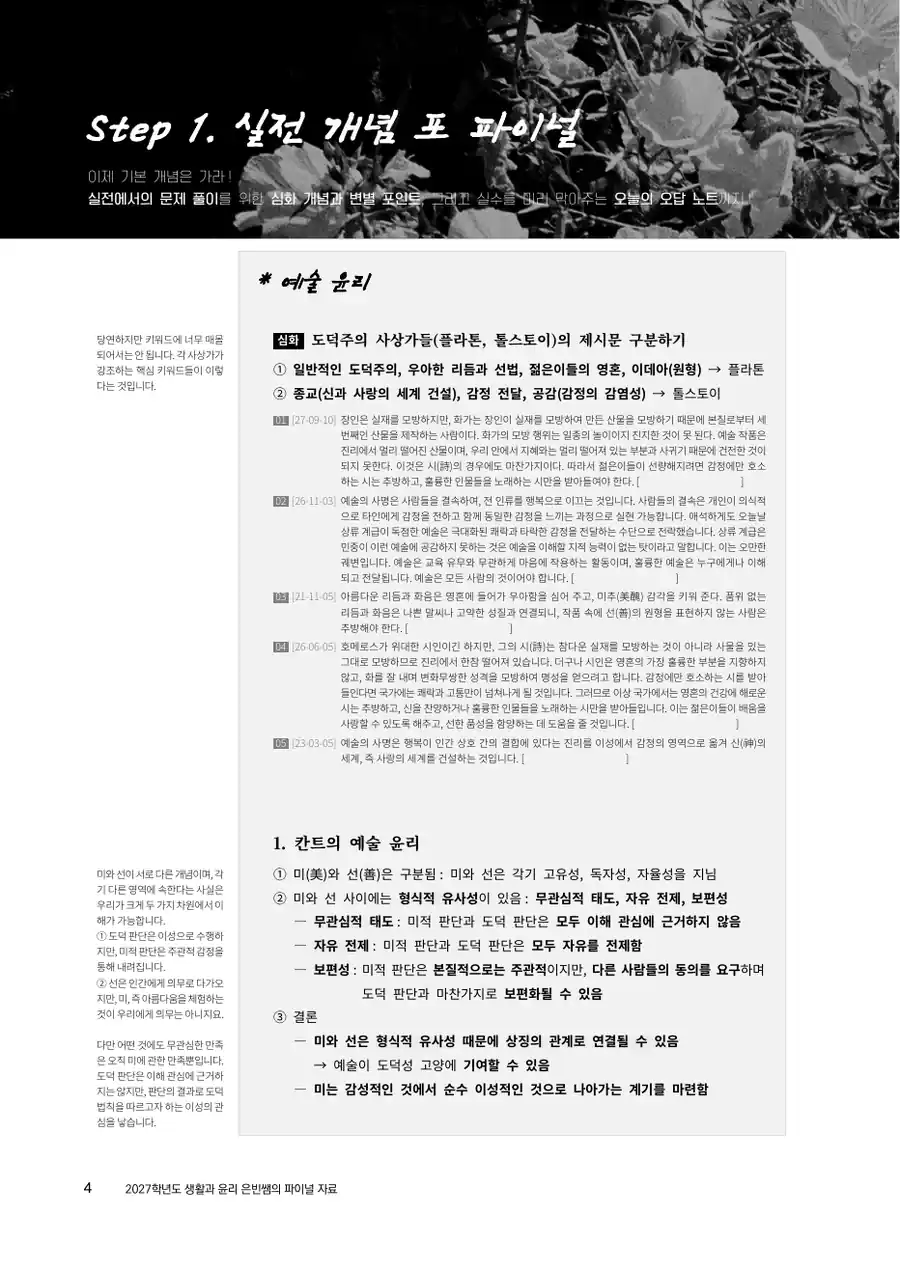 Step 1. 실전 개념 포 파이널
이제 기본 개념은 가라!
실전에서의 문제 풀이를 위한 심화 개념과 변별 포인트, 그리고 실수를 미리 막아주는 오늘의 오답 노트까지!
* 예술 윤리
당연하지만 키워드에 너무 매몰
되어서는 안 됩니다. 각 사상가가
강조하는 핵심 키워드들이 이렇
다는 것입니다.
심화 도덕주의 사상가들(플라톤, 톨스토이)의 제시문 구분하기
① 일반적인 도덕주의, 우아한 리듬과 선법, 젊은이들의 영혼, 이데아(원형) → 플라톤
② 종교(신과 사랑의 세계 건설), 감정 전달, 공감(감정의 감염성) → 톨스토이
01 [27-09-10] 장인은 실재를 모방하지만, 화가는 장인이 실재를 모방하여 만든 산물을 모방하기 때문에 본질로부터 세
번째인 산물을 제작하는 사람이다. 화가의 모방 행위는 일종의 놀이이지 진지한 것이 못 된다. 예술 작품은
진리에서 멀리 떨어진 산물이며, 우리 안에서 지혜와는 멀리 떨어져 있는 부분과 사귀기 때문에 건전한 것이
되지 못한다. 이것은 시(詩)의 경우에도 마찬가지이다. 따라서 젊은이들이 선량해지려면 감정에만 호소
하는 시는 추방하고, 훌륭한 인물들을 노래하는 시만을 받아들여야 한다. [ ]
02 [26-11-03] 예술의 사명은 사람들을 결속하여, 전 인류를 행복으로 이끄는 것입니다. 사람들의 결속은 개인이 의식적
으로 타인에게 감정을 전하고 함께 동일한 감정을 느끼는 과정으로 실현 가능합니다. 애석하게도 오늘날
상류 계급이 독점한 예술은 극대화된 쾌락과 타락한 감정을 전달하는 수단으로 전락했습니다. 상류 계급은
민중이 이런 예술에 공감하지 못하는 것은 예술을 이해할 지적 능력이 없는 탓이라고 말합니다. 이는 오만한
궤변입니다. 예술은 교육 유무와 무관하게 마음에 작용하는 활동이며, 훌륭한 예술은 누구에게나 이해
되고 전달됩니다. 예술은 모든 사람의 것이어야 합니다. [ ]
03 [21-11-05] 아름다운 리듬과 화음은 영혼에 들어가 우아함을 심어 주고, 미추(美醜) 감각을 키워 준다. 품위 없는
리듬과 화음은 나쁜 말씨나 고약한 성질과 연결되니, 작품 속에 선(善)의 원형을 표현하지 않는 사람은
추방해야 한다. [ ]
04 [26-06-05] 호메로스가 위대한 시인이긴 하지만, 그의 시(詩)는 참다운 실재를 모방하는 것이 아니라 사물을 있는
그대로 모방하므로 진리에서 한참 떨어져 있습니다. 더구나 시인은 영혼의 가장 훌륭한 부분을 지향하지
않고, 화를 잘 내며 변화무쌍한 성격을 모방하여 명성을 얻으려고 합니다. 감정에만 호소하는 시를 받아
들인다면 국가에는 쾌락과 고통만이 넘쳐나게 될 것입니다. 그러므로 이상 국가에서는 영혼의 건강에 해로운
시는 추방하고, 신을 찬양하거나 훌륭한 인물들을 노래하는 시만을 받아들입니다. 이는 젊은이들이 배움을
사랑할 수 있도록 해주고, 선한 품성을 함양하는 데 도움을 줄 것입니다. [ ]
05 [23-03-05] 예술의 사명은 행복이 인간 상호 간의 결합에 있다는 진리를 이성에서 감정의 영역으로 옮겨 신(神)의
세계, 즉 사랑의 세계를 건설하는 것입니다. [ ]
1. 칸트의 예술 윤리
① 미(美)와 선(善)은 구분됨 : 미와 선은 각기 고유성, 독자성, 자율성을 지님
② 미와 선 사이에는 형식적 유사성이 있음 : 무관심적 태도, 자유 전제, 보편성
─ 무관심적 태도 : 미적 판단과 도덕 판단은 모두 이해 관심에 근거하지 않음
─ 자유 전제 : 미적 판단과 도덕 판단은 모두 자유를 전제함
─ 보편성 : 미적 판단은 본질적으로는 주관적이지만, 다른 사람들의 동의를 요구하며
도덕 판단과 마찬가지로 보편화될 수 있음
③ 결론
─ 미와 선은 형식적 유사성 때문에 상징의 관계로 연결될 수 있음
→ 예술이 도덕성 고양에 기여할 수 있음
─ 미는 감성적인 것에서 순수 이성적인 것으로 나아가는 계기를 마련함
미와 선이 서로 다른 개념이며, 각
기 다른 영역에 속한다는 사실은
우리가 크게 두 가지 차원에서 이
해가 가능합니다.
① 도덕 판단은 이성으로 수행하
지만, 미적 판단은 주관적 감정을
통해 내려집니다.
② 선은 인간에게 의무로 다가오
지만, 미, 즉 아름다움을 체험하는
것이 우리에게 의무는 아니지요.
다만 어떤 것에도 무관심한 만족
은 오직 미에 관한 만족뿐입니다.
도덕 판단은 이해 관심에 근거하
지는 않지만, 판단의 결과로 도덕
법칙을 따르고자 하는 이성의 관
심을 낳습니다.
4 2027학년도 생활과 윤리 은빈쌤의 파이널 자료